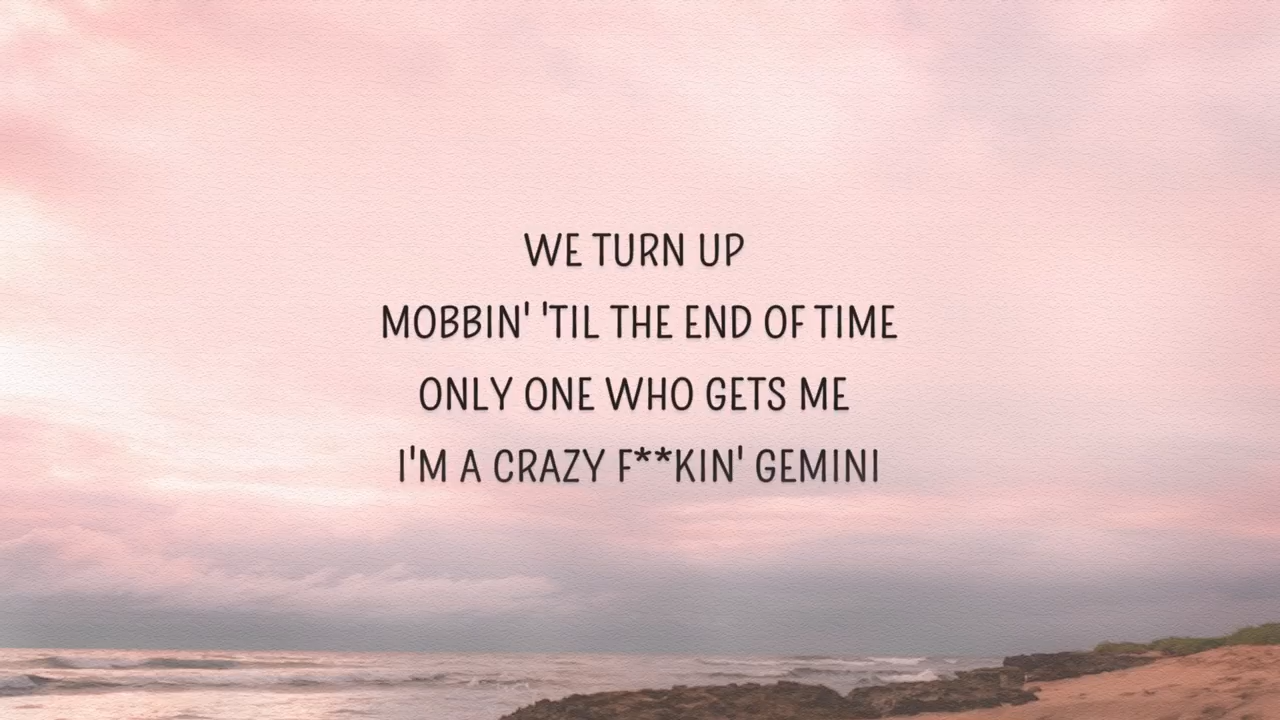 WE TURN UP
MOBBIN' 'TIL THE END OF TIME
ONLY ONE WHO GETS ME
I'M A CRAZY F**KIN' GEMINI